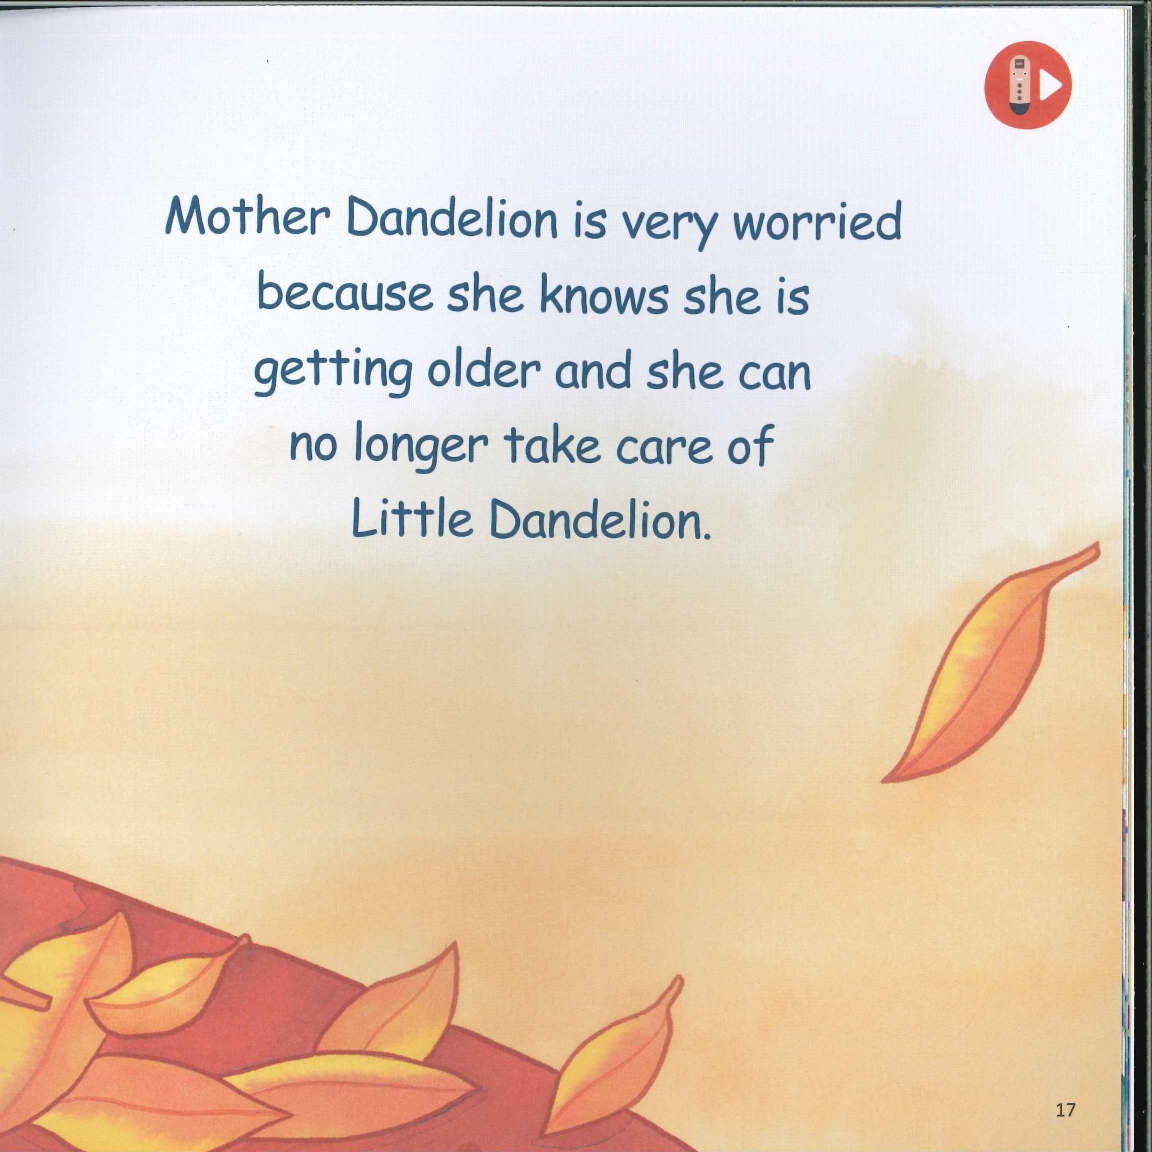 Mother Dandelion is very worried
because she knows she is
getting older and she can
no longer take care of
Little Dandelion.
17